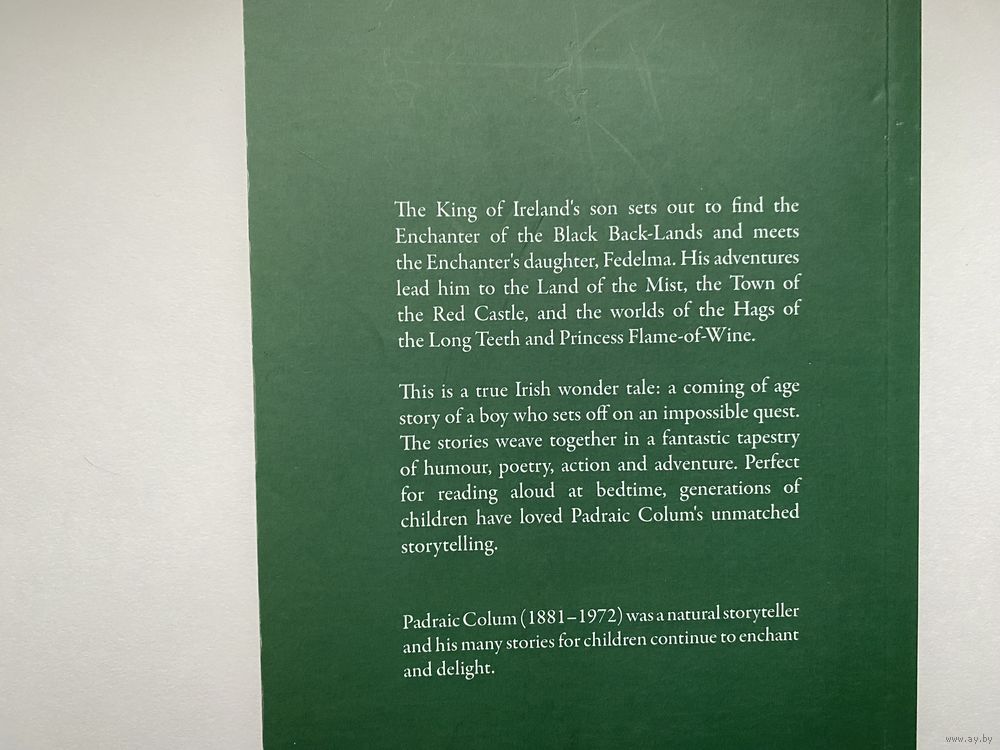 The King of Ireland's son sets out to find the
Enchanter of the Black Back-Lands and meets
the Enchanter's daughter, Fedelma. His adventures
lead him to the Land of the Mist, the Town of
the Red Castle, and the worlds of the Hags of
the Long Teeth and Princess Flame-of-Wine.
This is a true Irish wonder tale: a coming of age
story of a boy who sets off on an impossible quest.
The stories weave together in a fantastic tapestry
of humour, poetry, action and adventure. Perfect
for reading aloud at bedtime, generations of
children have loved Padraic Colum's unmatched
storytelling.
Padraic Colum (1881–1972) was a natural storyteller
and his many stories for children continue to enchant
and delight.
www.ay.by